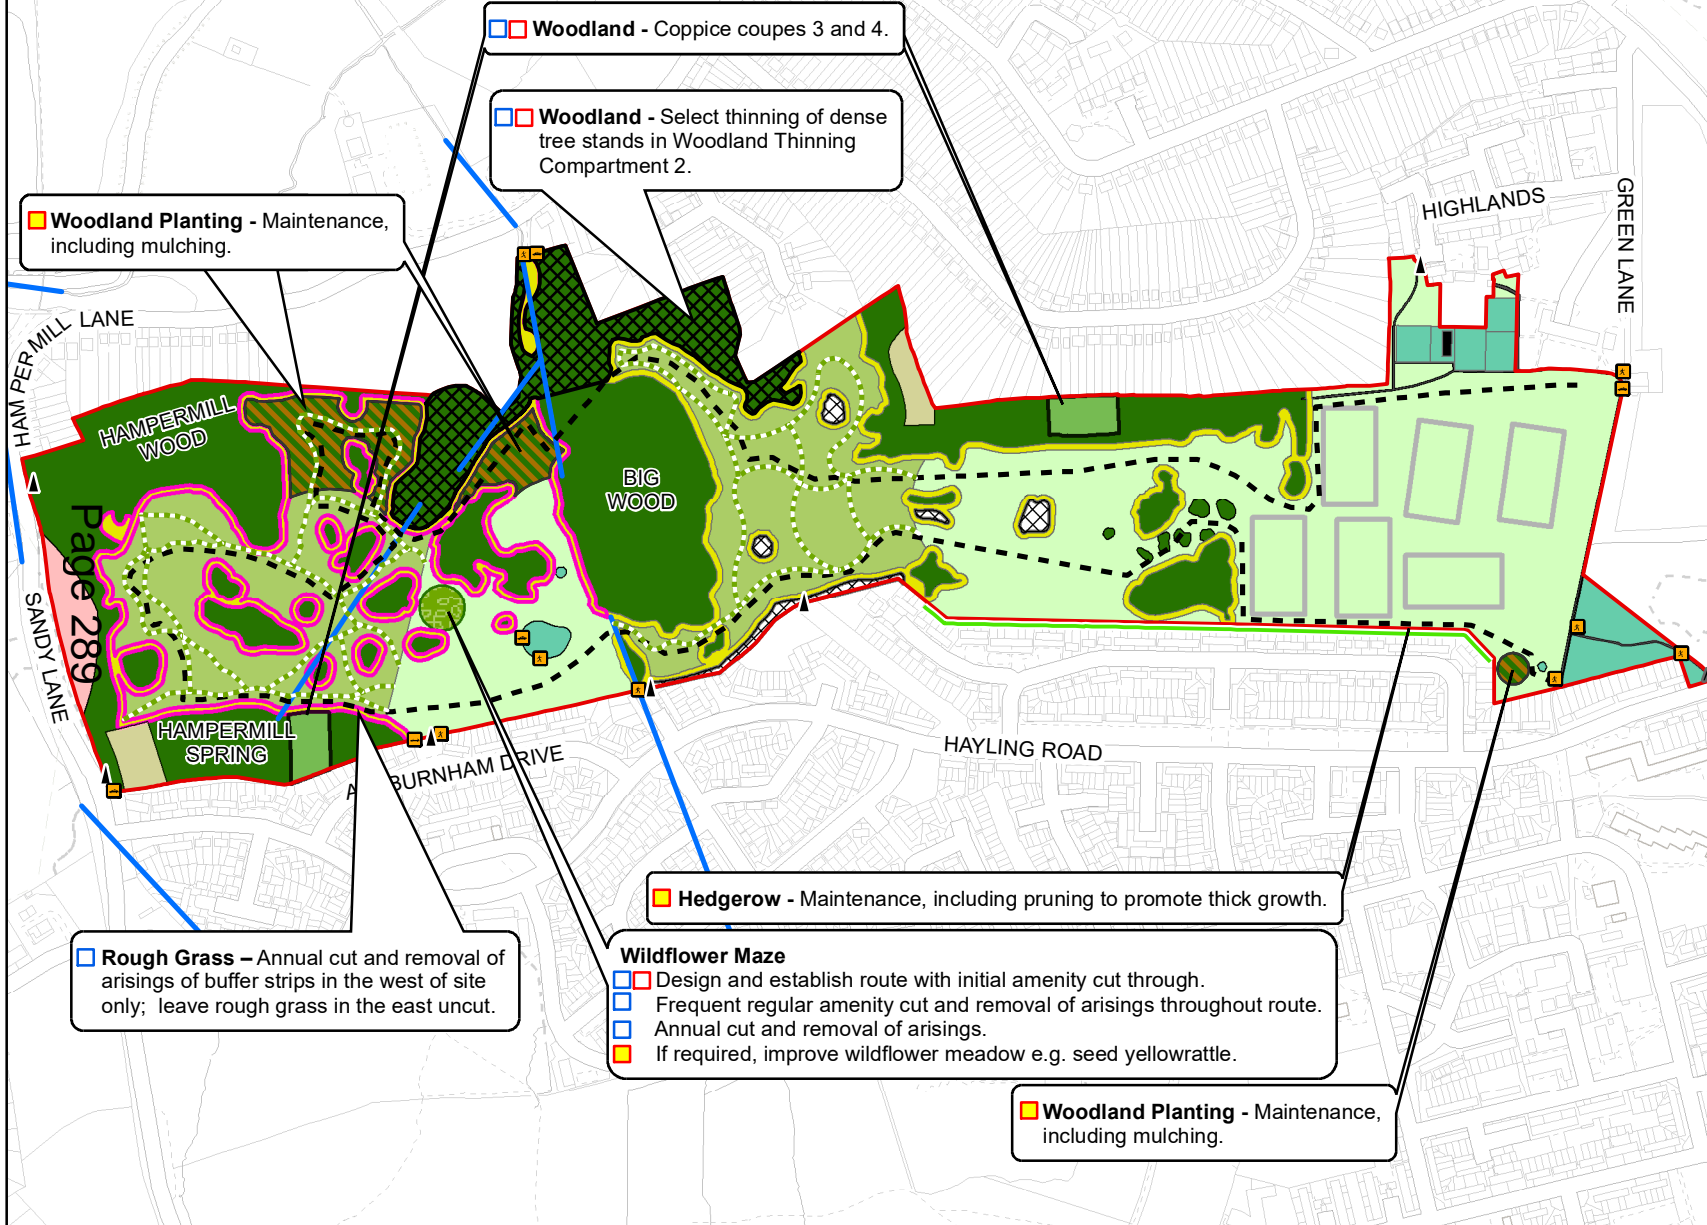 Woodland - Coppice coupes 3 and 4.
Woodland - Select thinning of dense
tree stands in Woodland Thinning
Compartment 2.
Woodland Planting - Maintenance,
including mulching.
HIGHLANDS
GREEN LANE
HAMPERMILL LANE
HAMPERMILL
WOOD
BIG
WOOD
Page 289
SANDY LANE
HAMPERMILL
SPRING
BURNHAM DRIVE
HAYLING ROAD
Hedgerow - Maintenance, including pruning to promote thick growth.
Rough Grass – Annual cut and removal of
arisings of buffer strips in the west of site
only; leave rough grass in the east uncut.
Wildflower Maze
Design and establish route with initial amenity cut through.
Frequent regular amenity cut and removal of arisings throughout route.
Annual cut and removal of arisings.
If required, improve wildflower meadow e.g. seed yellowrattle.
Woodland Planting - Maintenance,
including mulching.